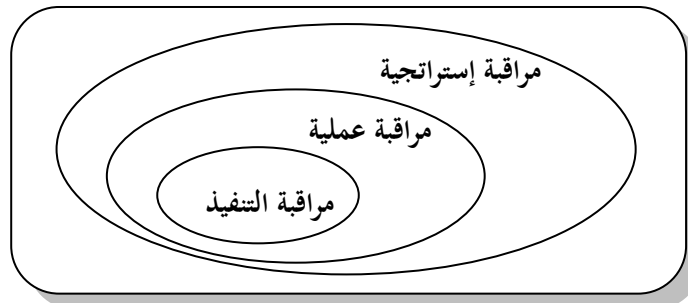 مراقبة إستراتجية
مراقبة عملية
مراقبة التنفيذ